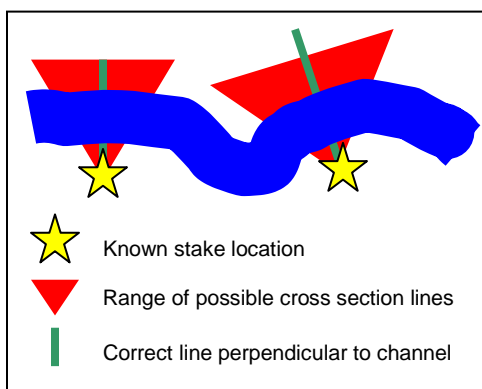 Known stake location
Range of possible cross section lines
Correct line perpendicular to channel